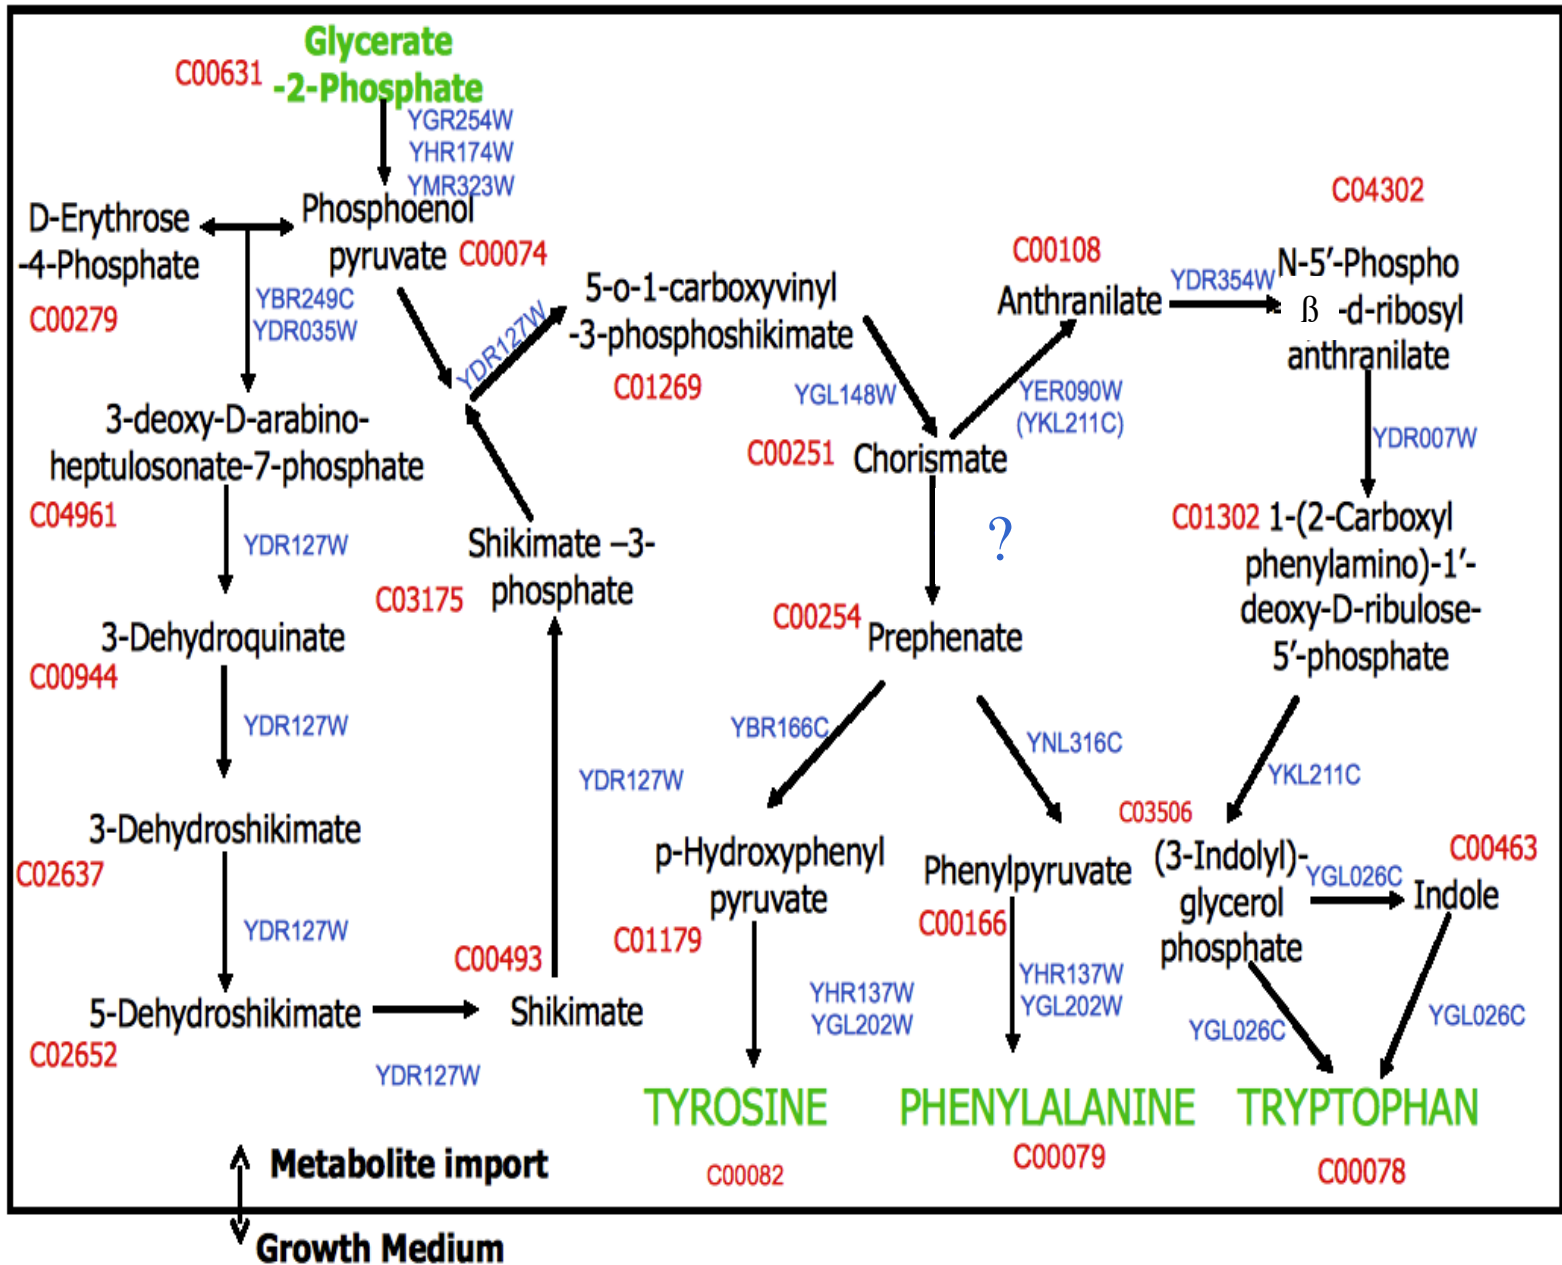 Glycerate
-2-Phosphate
C00631
YGR254W
YHR174W
YMR323W
D-Erythrose
-4-Phosphate
C00279
Phosphoenol
pyruvate
C00074
YBR249C
YDR035W
3-deoxy-D-arabino-
heptulosonate-7-phosphate
C04961
YDR127W
3-Dehydroquinate
C00944
YDR127W
3-Dehydroshikimate
C02637
YDR127W
5-Dehydroshikimate
C02652
YDR127W
C00493
Shikimate
YDR127W
Shikimate –3-
phosphate
C03175
YDR127W
5-o-1-carboxyvinyl
-3-phosphoshikimate
C01269
YGL148W
C00251
Chorismate
YER090W
(YKL211C)
C00108
Anthranilate
YDR354W
C04302
N-5′-Phospho
ß -d-ribosyl
anthranilate
YDR007W
C01302
1-(2-Carboxyl
phenylamino)-1′-
deoxy-D-ribulose-
5′-phosphate
YKL211C
?
C00254
Prephenate
YBR166C
YNL316C
p-Hydroxyphenyl
pyruvate
C01179
YHR137W
YGL202W
TYROSINE
C00082
Phenylpyruvate
C00166
YHR137W
YGL202W
PHENYLALANINE
C00079
C03506
(3-Indolyl)-
glycerol
phosphate
YGL026C
C00463
Indole
YGL026C
YGL026C
TRYPTOPHAN
C00078
Metabolite import
Growth Medium